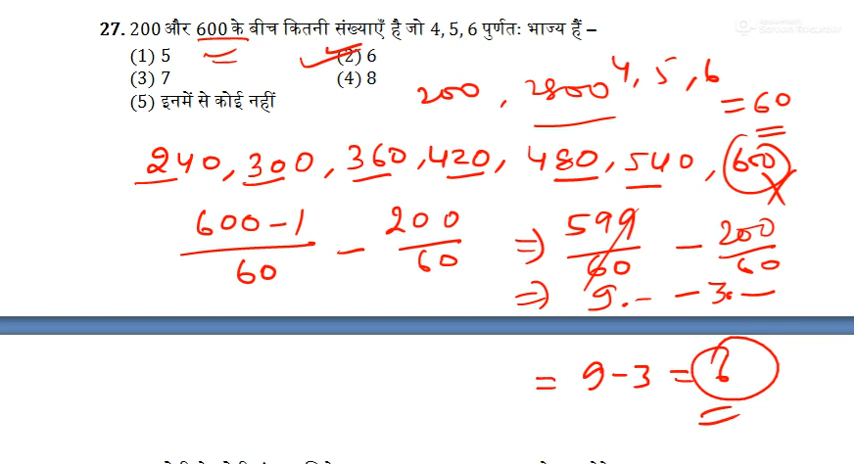 27. 200 और 600 के बीच कितनी संख्याएँ है जो 4, 5, 6 पुर्णतः भाज्य हैं –
(1) 5 (2) 6
(3) 7 (4) 8
(5) इनमें से कोई नहीं
4, 5, 6
200, 2800 = 60
240, 300, 360, 420, 480, 540, 600
600 - 1 / 60 - 200 / 60 ⇒ 599 / 60 - 200 / 60
⇒ 9. - - 3. -
= 9 - 3 = 6